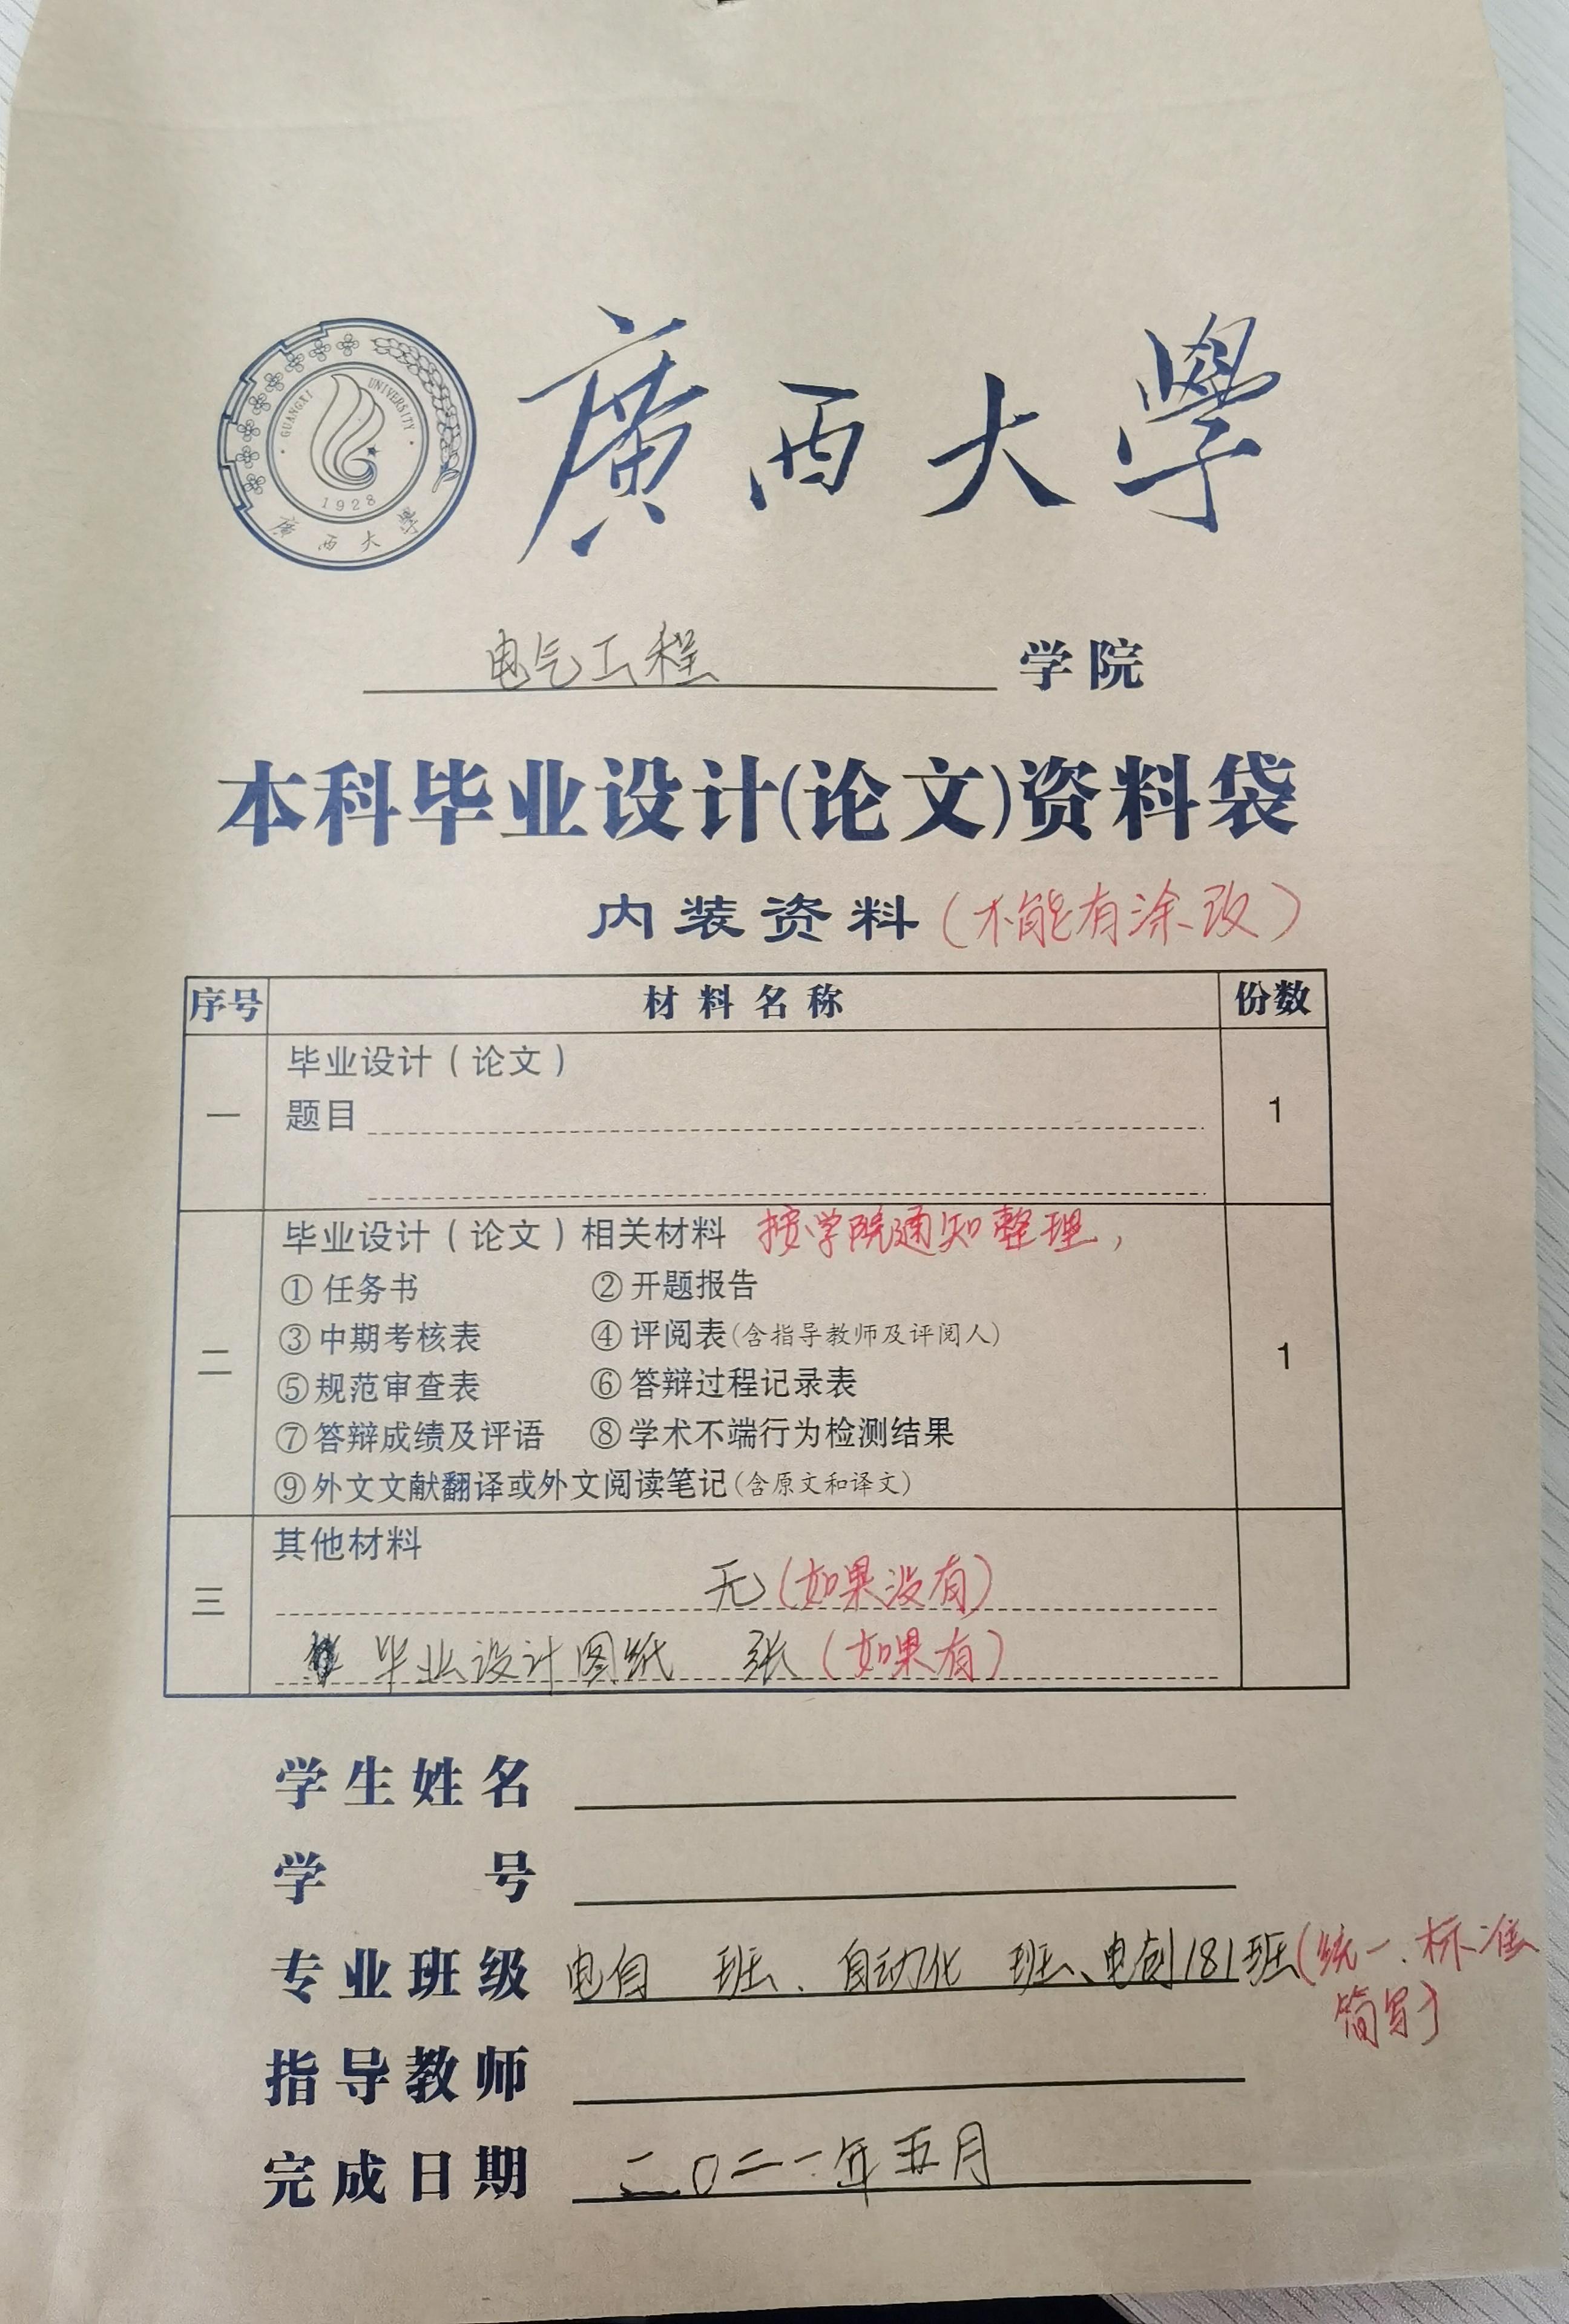 GUANGXI UNIVERSITY
1928
廣西大學
廣西大學
电气工程 学院
本科毕业设计(论文)资料袋
内装资料(不能有涂改)
序号 材料名称 份数
一 毕业设计(论文) 1
题目
二 毕业设计(论文)相关材料 按学院通知整理, 1
①任务书 ②开题报告
③中期考核表 ④评阅表(含指导教师及评阅人)
⑤规范审查表 ⑥答辩过程记录表
⑦答辩成绩及评语 ⑧学术不端行为检测结果
⑨外文文献翻译或外文阅读笔记(含原文和译文)
三 其他材料
无(如果没有)
毕业设计图纸 张(如果有)
学生姓名
学号
专业班级 电自 班、自动化 班、电创181班(统一、标准
简写)
指导教师
完成日期 二〇二一年五月